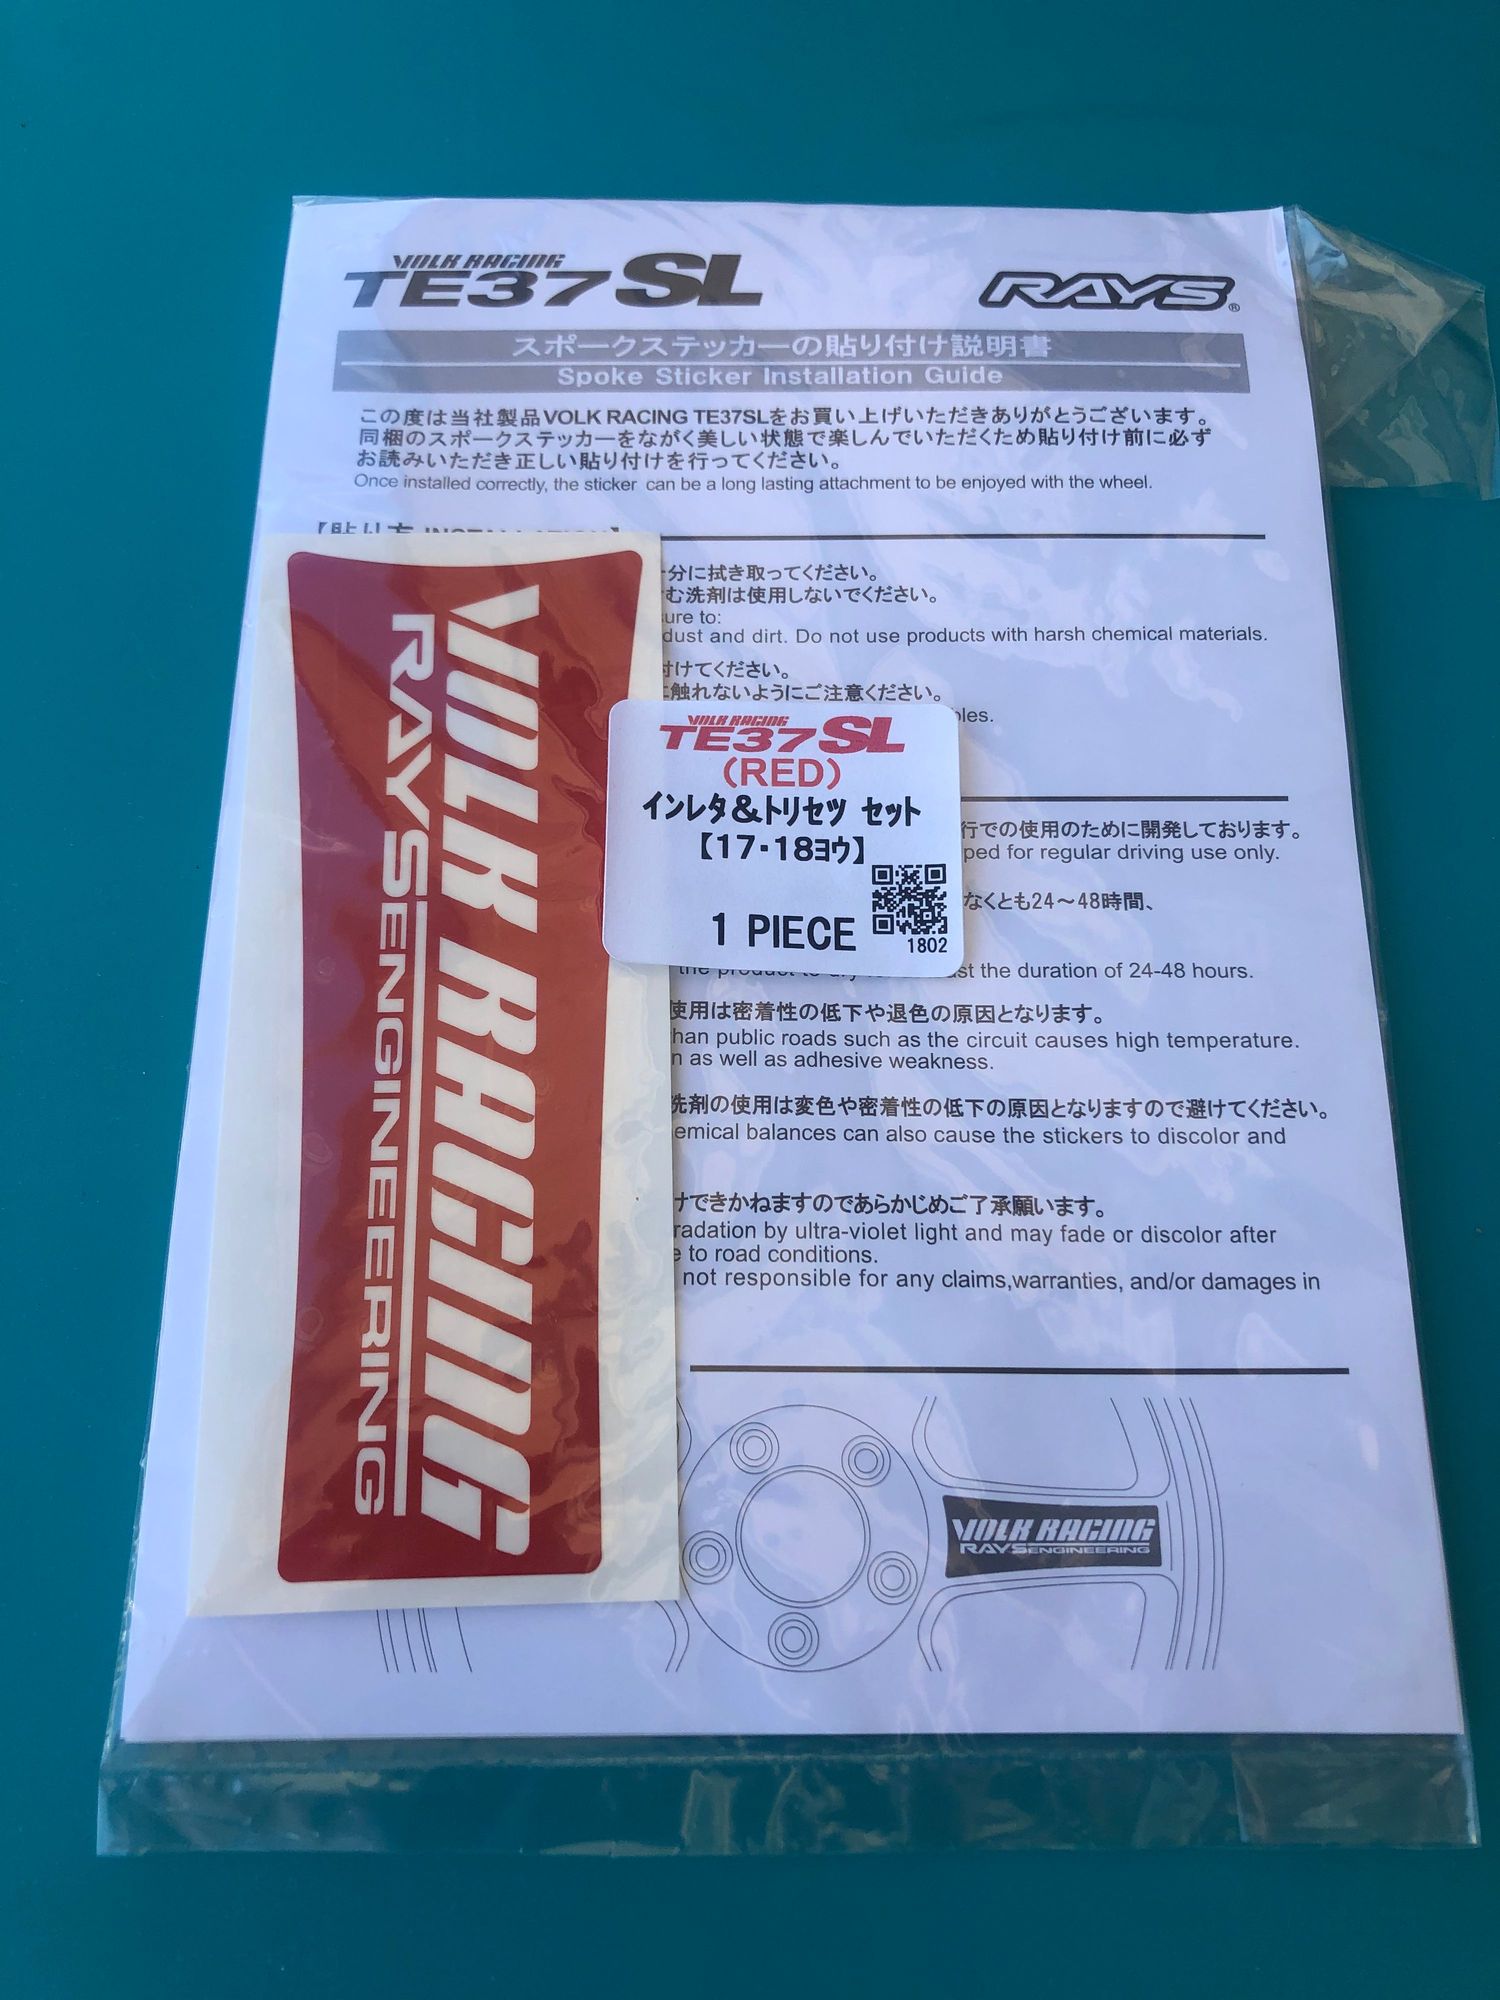 VOLK RACING
TE37SL
RAYS®
スポークステッカーの貼り付け説明書
Spoke Sticker Installation Guide
この度は当社製品VOLK RACING TE37SLをお買い上げいただきありがとうございます。
同梱のスポークステッカーをながく美しい状態で楽しんでいただくため貼り付け前に必ず
お読みいただき正しい貼り付けを行ってください。
Once installed correctly, the sticker can be a long lasting attachment to be enjoyed with the wheel.
【貼り方 INSTALLATION】
分に拭き取ってください。
む洗剤は使用しないでください。
sure to:
dust and dirt. Do not use products with harsh chemical materials.
付けてください。
に触れないようにご注意ください。
bles.
行での使用のために開発しております。
ped for regular driving use only.
なくとも24～48時間、
the product to dry st the duration of 24-48 hours.
使用は密着性の低下や退色の原因となります。
han public roads such as the circuit causes high temperature.
n as well as adhesive weakness.
洗剤の使用は変色や密着性の低下の原因となりますので避けてください。
emical balances can also cause the stickers to discolor and
けできかねますのであらかじめご了承願います。
radation by ultra-violet light and may fade or discolor after
e to road conditions.
not responsible for any claims,warranties, and/or damages in
VOLK RACING
RAYSENGINEERING
VOLK RACING
RAYSENGINEERING
VOLK RACING
TE37SL
(RED)
インレタ&トリセツ セット
【17・18ヨウ】
1 PIECE
1802